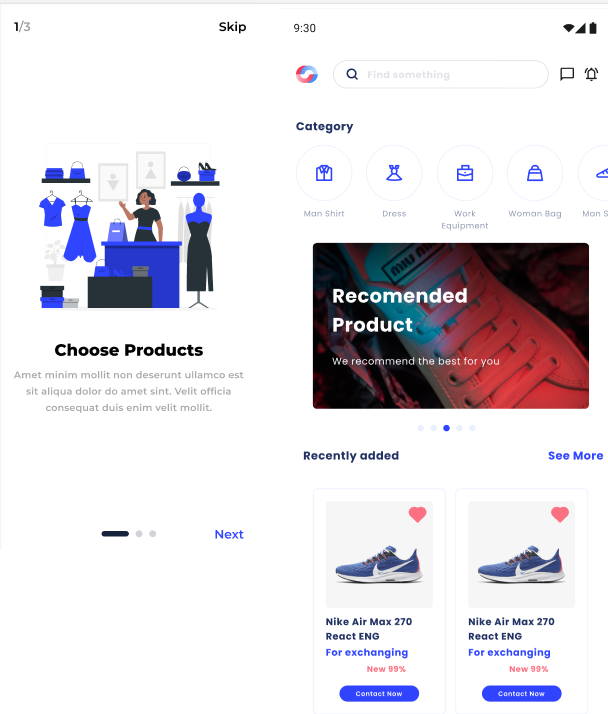 1/3
Skip
Choose Products
Amet minim mollit non deserunt ullamco est
sit aliqua dolor do amet sint. Velit officia
consequat duis enim velit mollit.
Next
9:30
Find something
Category
Man Shirt
Dress
Work
Equipment
Woman Bag
Man S
Recomended
Product
We recommend the best for you
Recently added
See More
Nike Air Max 270
React ENG
For exchanging
New 99%
Contact Now
Nike Air Max 270
React ENG
For exchanging
New 99%
Contact Now